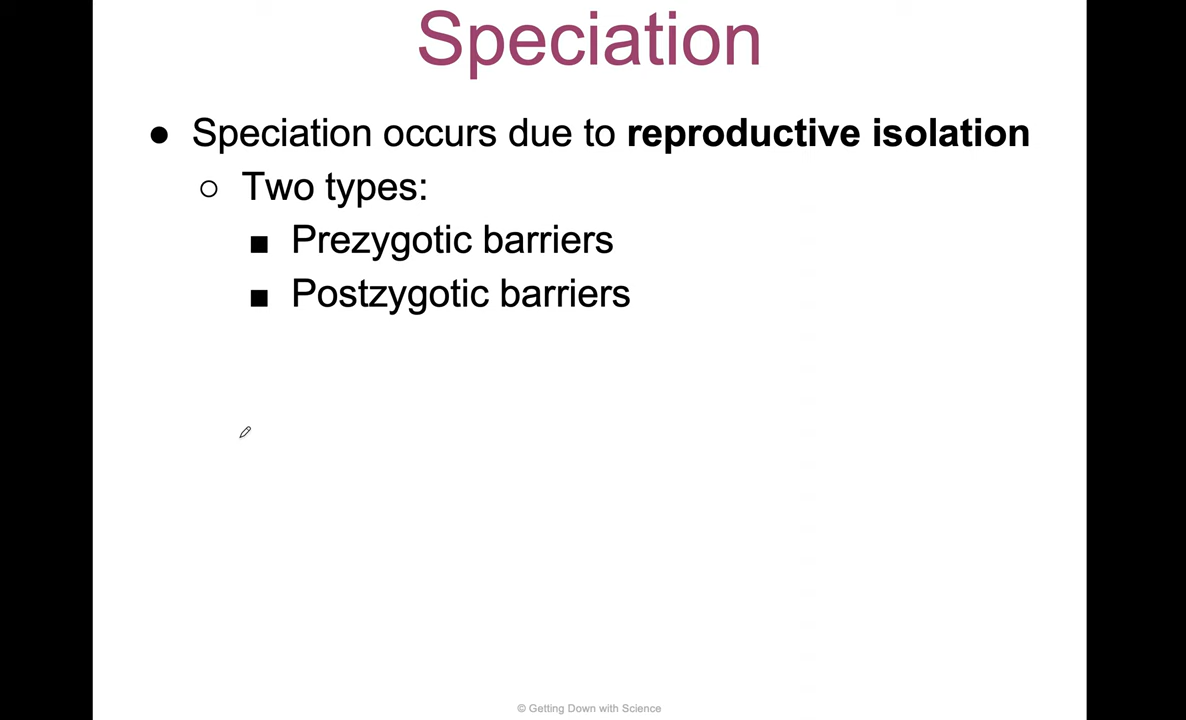 Speciation
● Speciation occurs due to reproductive isolation
○ Two types:
■ Prezygotic barriers
■ Postzygotic barriers
© Getting Down with Science